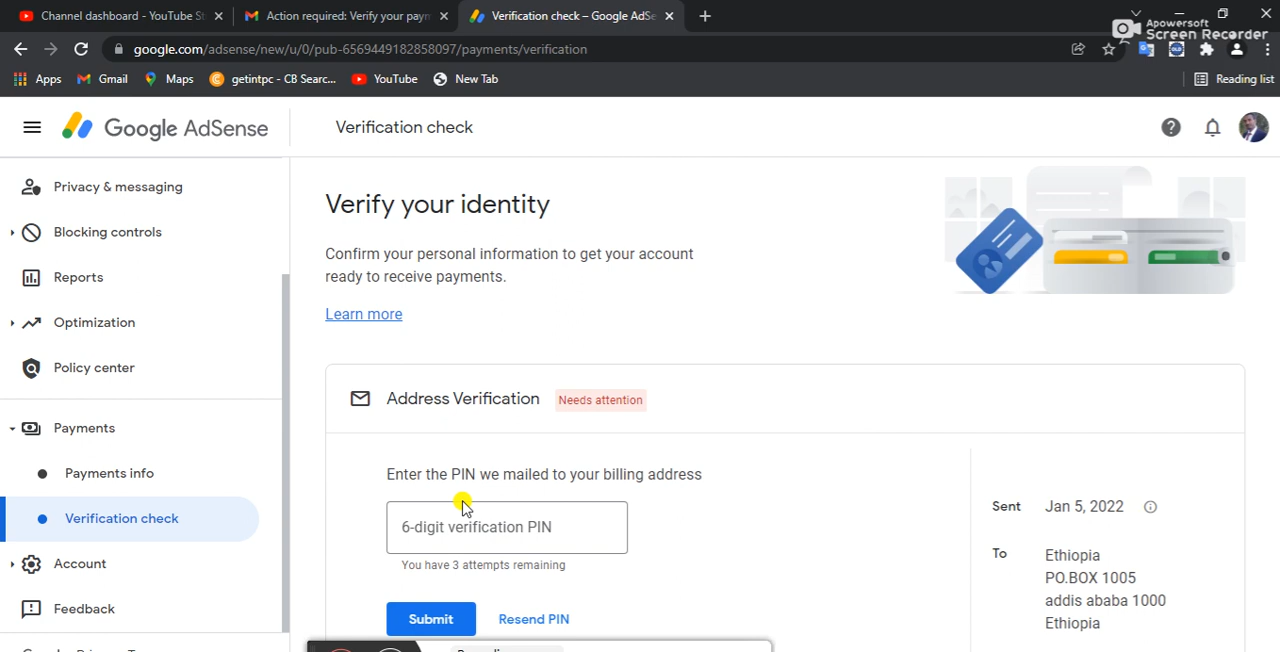 Channel dashboard - YouTube St
Action required: Verify your payn
Verification check – Google AdSe
Apowersoft
Screen Recorder
google.com/adsense/new/u/0/pub-6569449182858097/payments/verification
Apps
Gmail
Maps
getintpc - CB Searc...
YouTube
New Tab
Reading list
Google AdSense
Verification check
Privacy & messaging
Blocking controls
Reports
Optimization
Policy center
Payments
Payments info
Verification check
Account
Feedback
Verify your identity
Confirm your personal information to get your account
ready to receive payments.
Learn more
Address Verification
Needs attention
Enter the PIN we mailed to your billing address
6-digit verification PIN
You have 3 attempts remaining
Submit
Resend PIN
Sent
Jan 5, 2022
To
Ethiopia
PO.BOX 1005
addis ababa 1000
Ethiopia